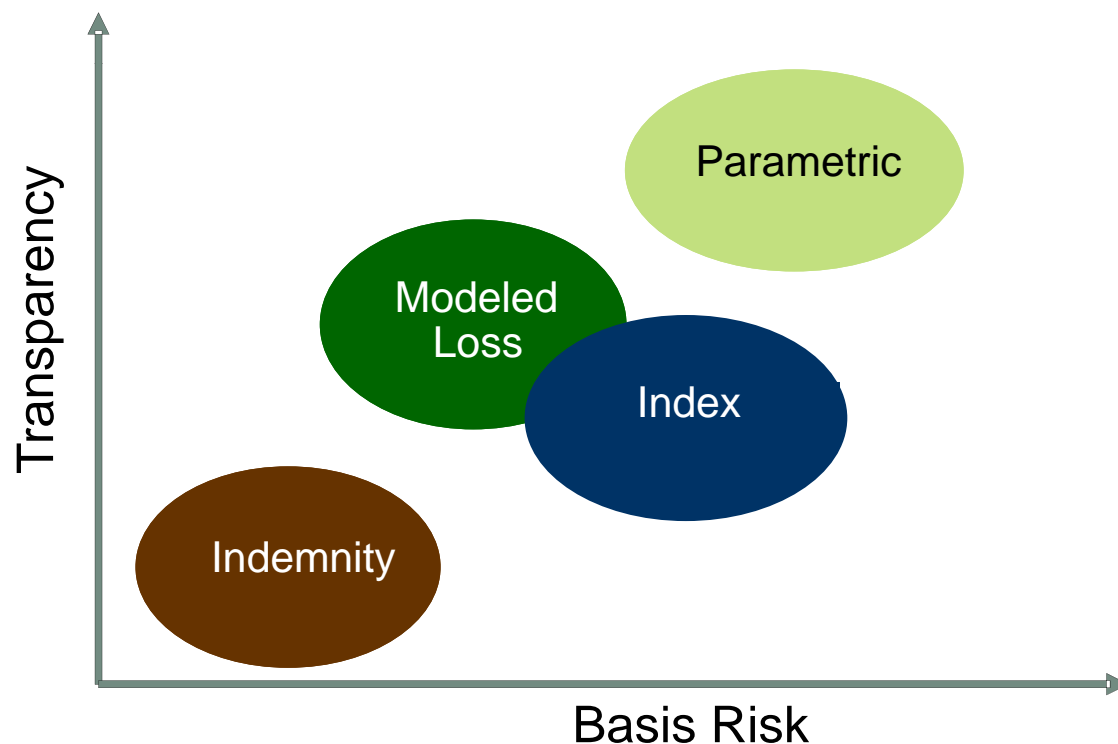 Transparency
Parametric
Modeled
Loss
Index
Indemnity
Basis Risk